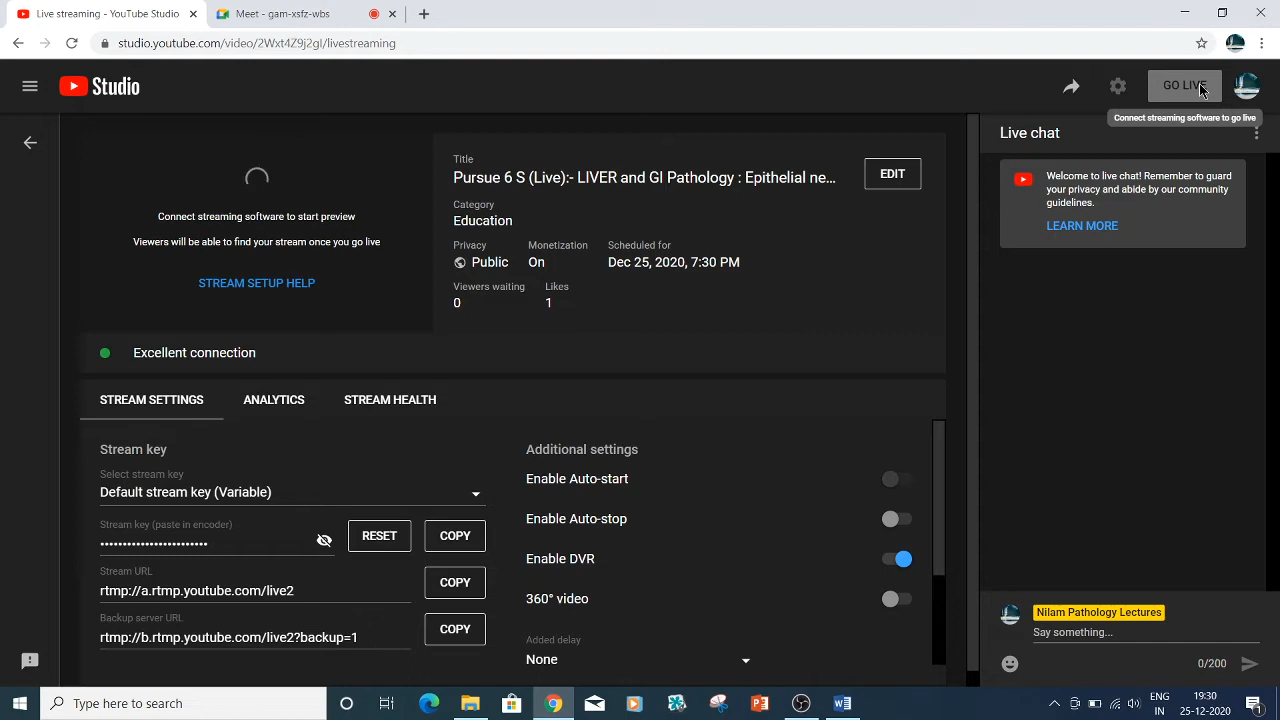 Live streaming - YouTube Studio
Meet - gam-xsfz-wbs
studio.youtube.com/video/2Wxt4Z9j2gI/livestreaming
Studio
GO LIVE
Connect streaming software to go live
Live chat
Title
Pursue 6 S (Live):- LIVER and GI Pathology : Epithelial ne...
EDIT
Welcome to live chat! Remember to guard
your privacy and abide by our community
guidelines.
LEARN MORE
Connect streaming software to start preview
Viewers will be able to find your stream once you go live
STREAM SETUP HELP
Category
Education
Privacy
Monetization
Scheduled for
Public
On
Dec 25, 2020, 7:30 PM
Viewers waiting
Likes
0
1
Excellent connection
STREAM SETTINGS
ANALYTICS
STREAM HEALTH
Stream key
Select stream key
Default stream key (Variable)
Stream key (paste in encoder)
RESET
COPY
Stream URL
rtmp://a.rtmp.youtube.com/live2
COPY
Backup server URL
rtmp://b.rtmp.youtube.com/live2?backup=1
COPY
Additional settings
Enable Auto-start
Enable Auto-stop
Enable DVR
360° video
Added delay
None
Nilam Pathology Lectures
Say something...
0/200
Type here to search
ENG
IN
19:30
25-12-2020